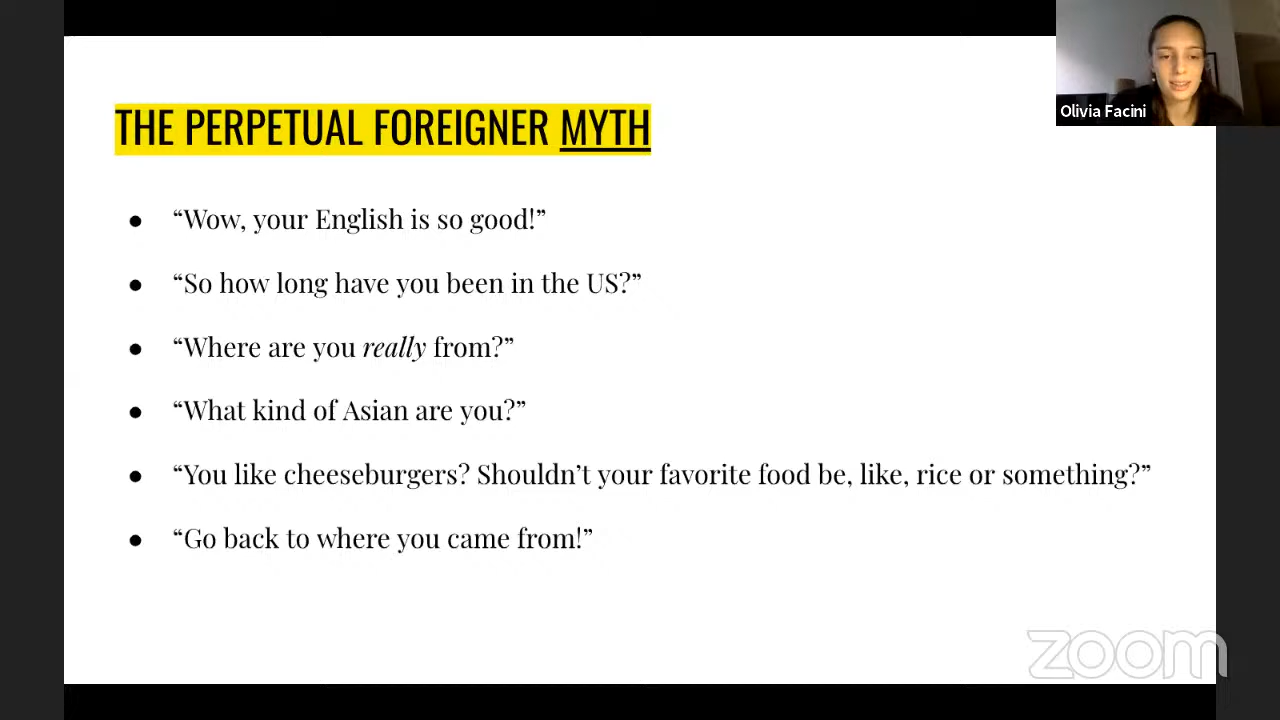 THE PERPETUAL FOREIGNER MYTH
Olivia Facini
● “Wow, your English is so good!”
● “So how long have you been in the US?”
● “Where are you really from?”
● “What kind of Asian are you?”
● “You like cheeseburgers? Shouldn’t your favorite food be, like, rice or something?”
● “Go back to where you came from!”
zoom